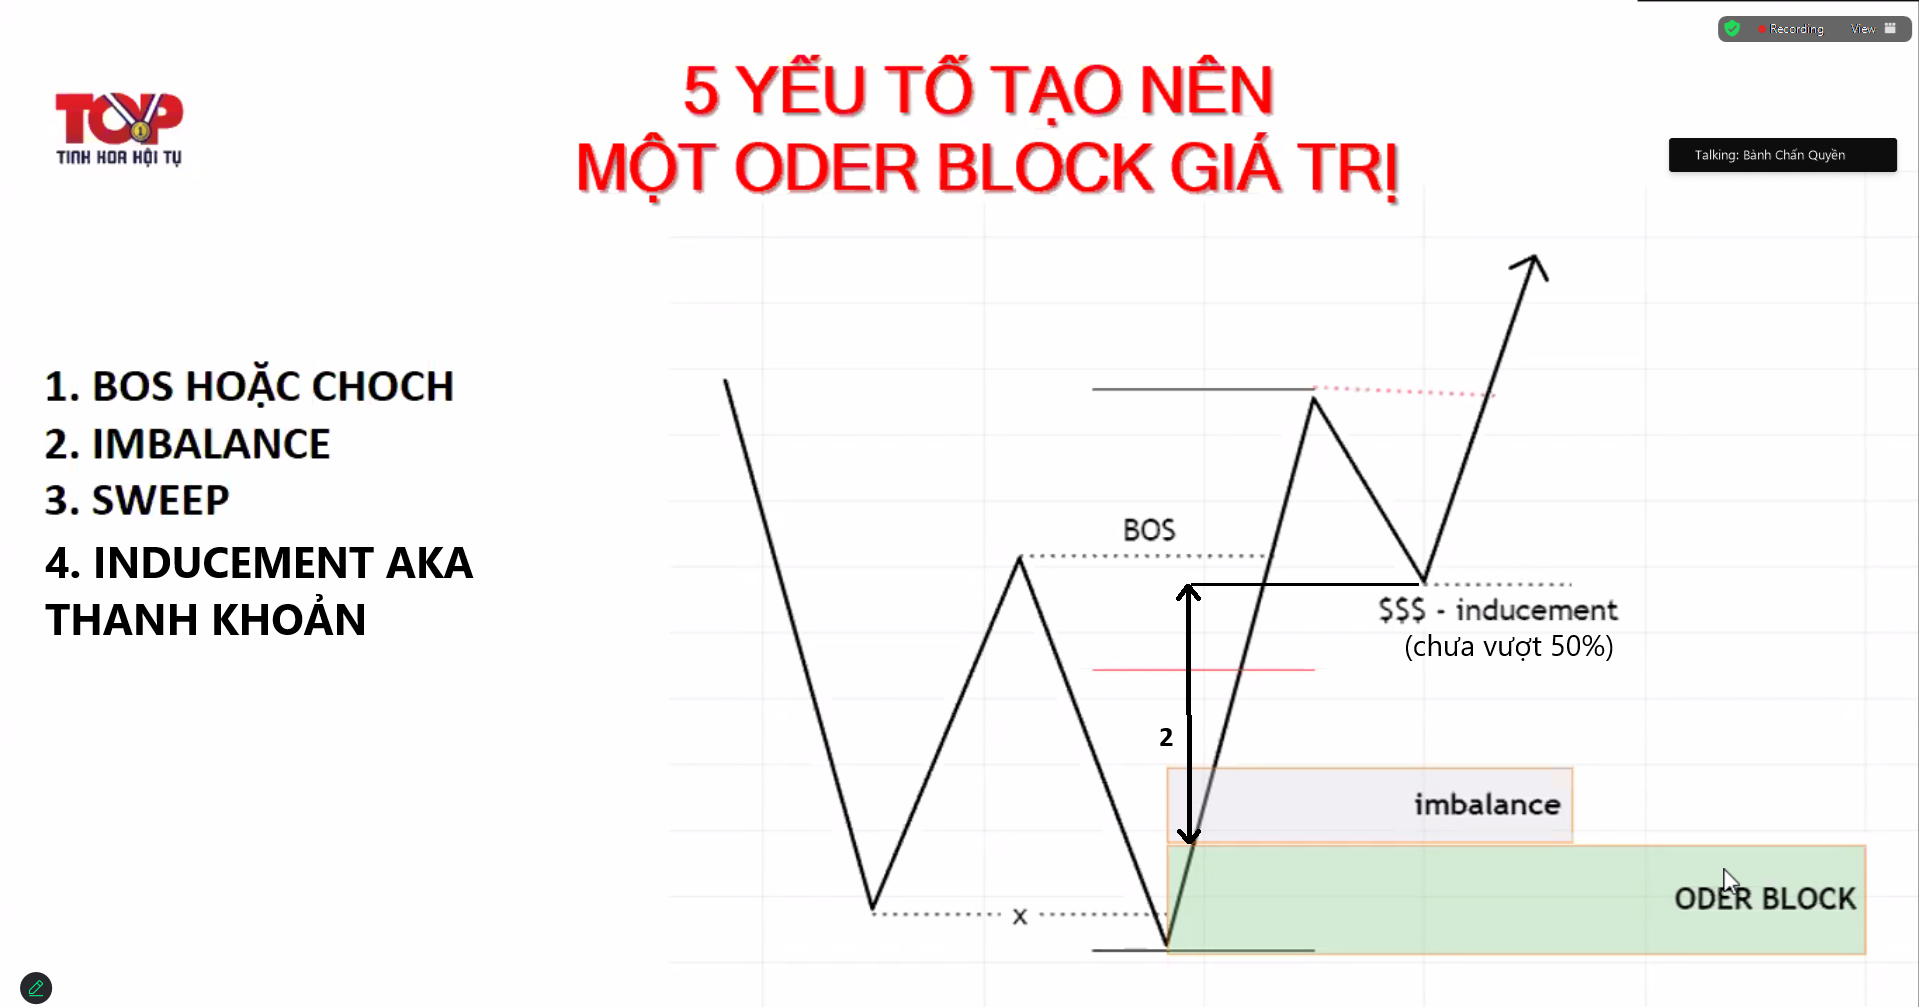 Recording View
5 YẾU TỐ TẠO NÊN
MỘT ODER BLOCK GIÁ TRỊ
TOP
1
TINH HOA HỘI TỤ
Talking: Bành Chấn Quyền
1. BOS HOẶC CHOCH
2. IMBALANCE
3. SWEEP
4. INDUCEMENT AKA
THANH KHOẢN
BOS
$$$ - inducement
(chưa vượt 50%)
2
imbalance
ODER BLOCK
x